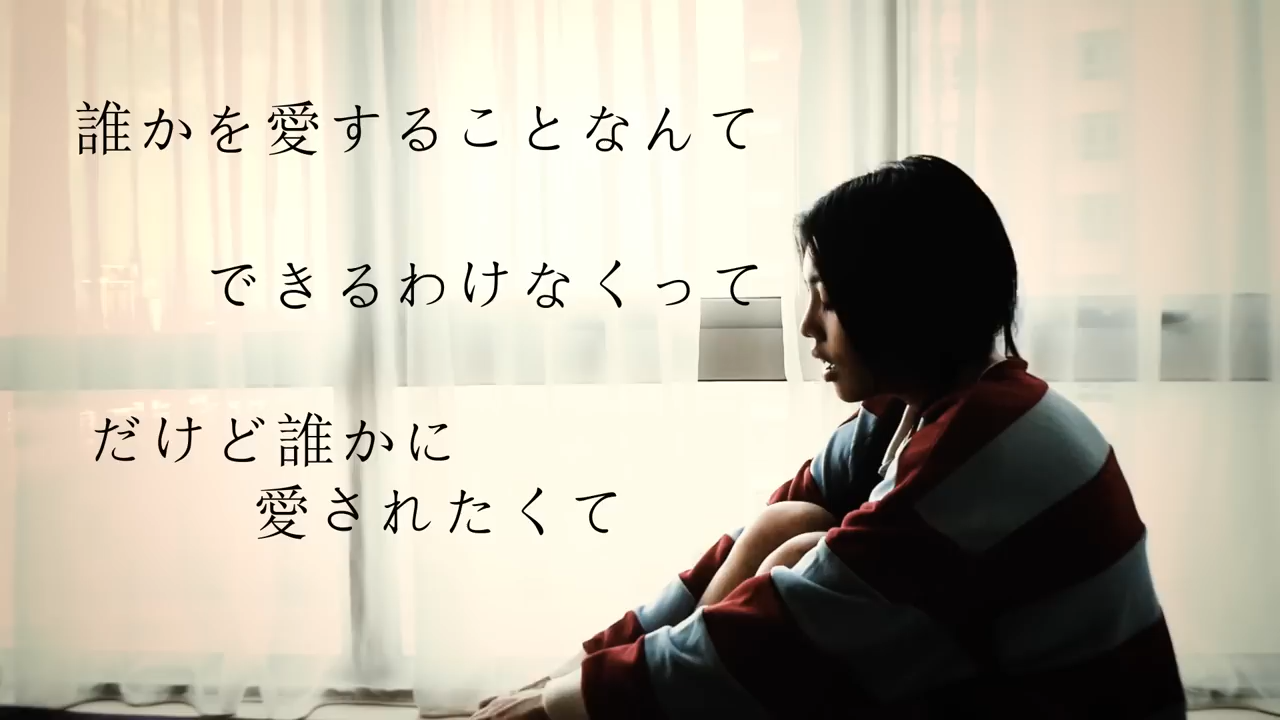 誰かを愛することなんて
できるわけなくって
だけど誰かに
愛されたくて